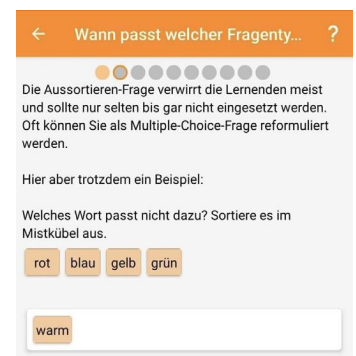 ← Wann passt welcher Fragenty... ?
Die Aussortieren-Frage verwirrt die Lernenden meist
und sollte nur selten bis gar nicht eingesetzt werden.
Oft können Sie als Multiple-Choice-Frage reformuliert
werden.
Hier aber trotzdem ein Beispiel:
Welches Wort passt nicht dazu? Sortiere es im
Mistkübel aus.
rot blau gelb grün
warm